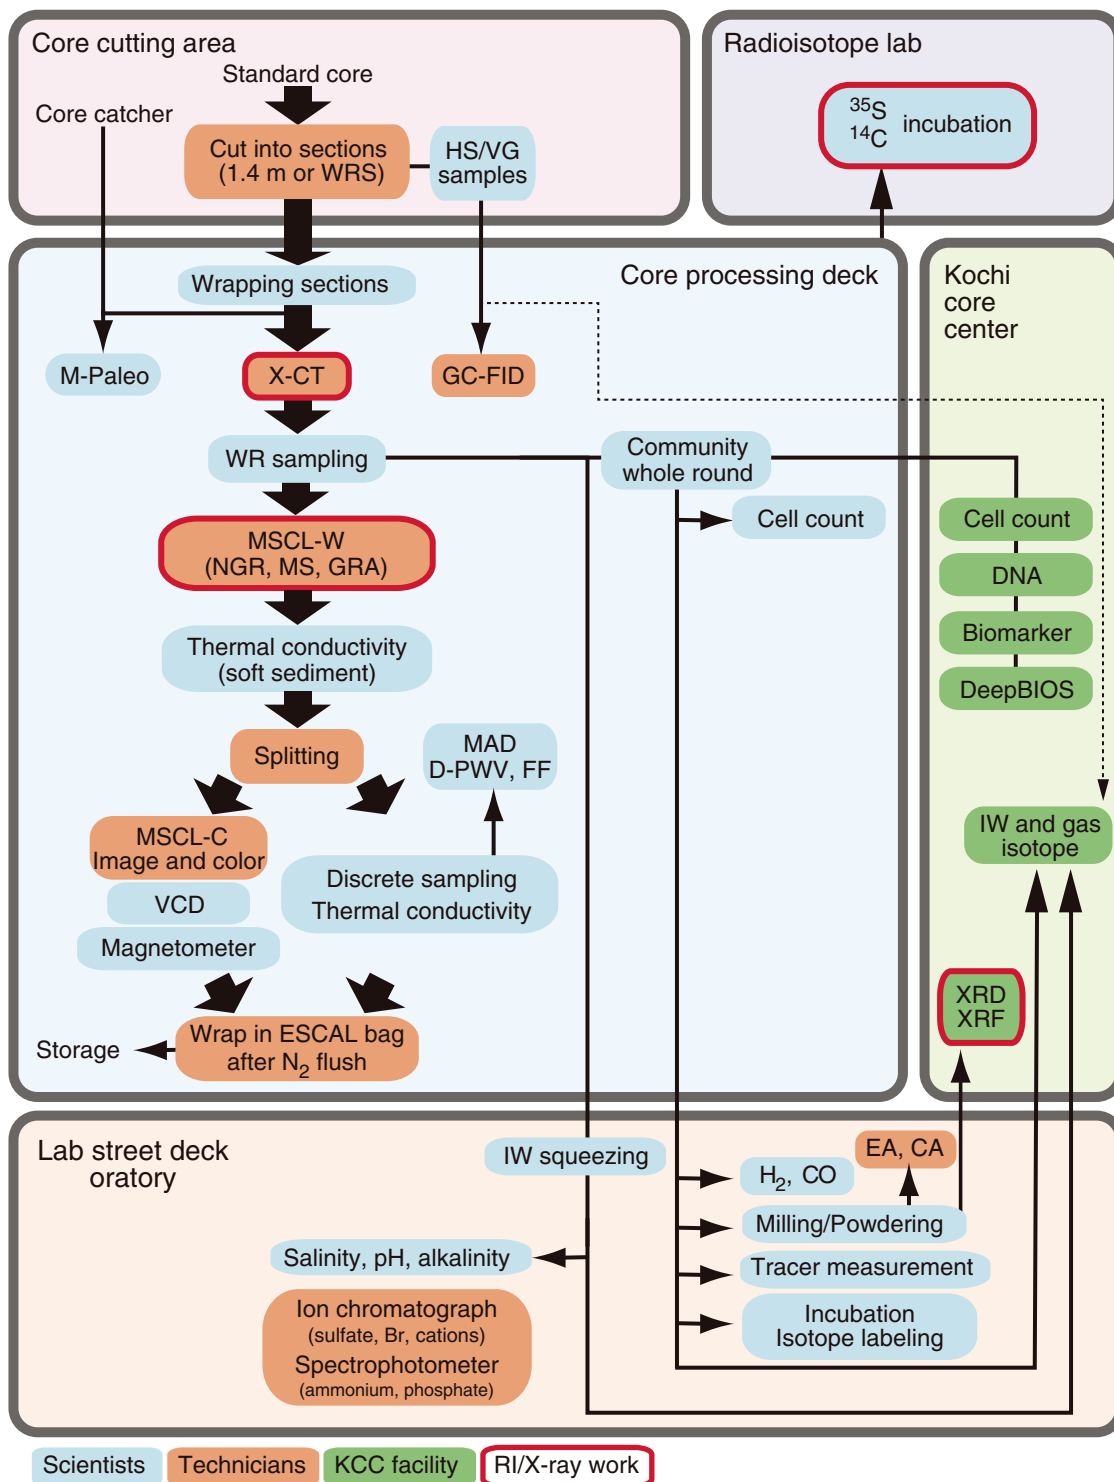 Core cutting area
Standard core
Core catcher
Cut into sections
(1.4 m or WRS)
HS/VG
samples
Radioisotope lab
³⁵S
¹⁴C
incubation
Core processing deck
Wrapping sections
M-Paleo
X-CT
GC-FID
WR sampling
Community
whole round
Cell count
MSCL-W
(NGR, MS, GRA)
Thermal conductivity
(soft sediment)
Splitting
MAD
D-PWV, FF
MSCL-C
Image and color
VCD
Magnetometer
Discrete sampling
Thermal conductivity
Wrap in ESCAL bag
after N₂ flush
Storage
Kochi
core
center
Cell count
DNA
Biomarker
DeepBIOS
IW and gas
isotope
XRD
XRF
Lab street deck
oratory
IW squeezing
EA, CA
H₂, CO
Milling/Powdering
Salinity, pH, alkalinity
Tracer measurement
Ion chromatograph
(sulfate, Br, cations)
Spectrophotometer
(ammonium, phosphate)
Incubation
Isotope labeling
Scientists
Technicians
KCC facility
RI/X-ray work